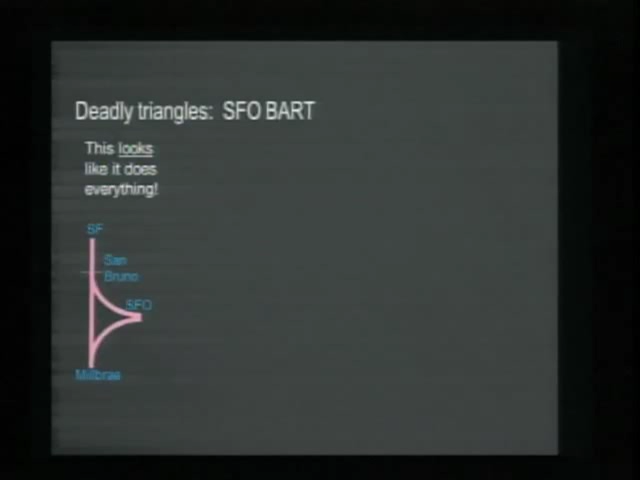 Deadly triangles: SFO BART
This looks
like it does
everything!
SF
San
Bruno
SFO
Millbrae